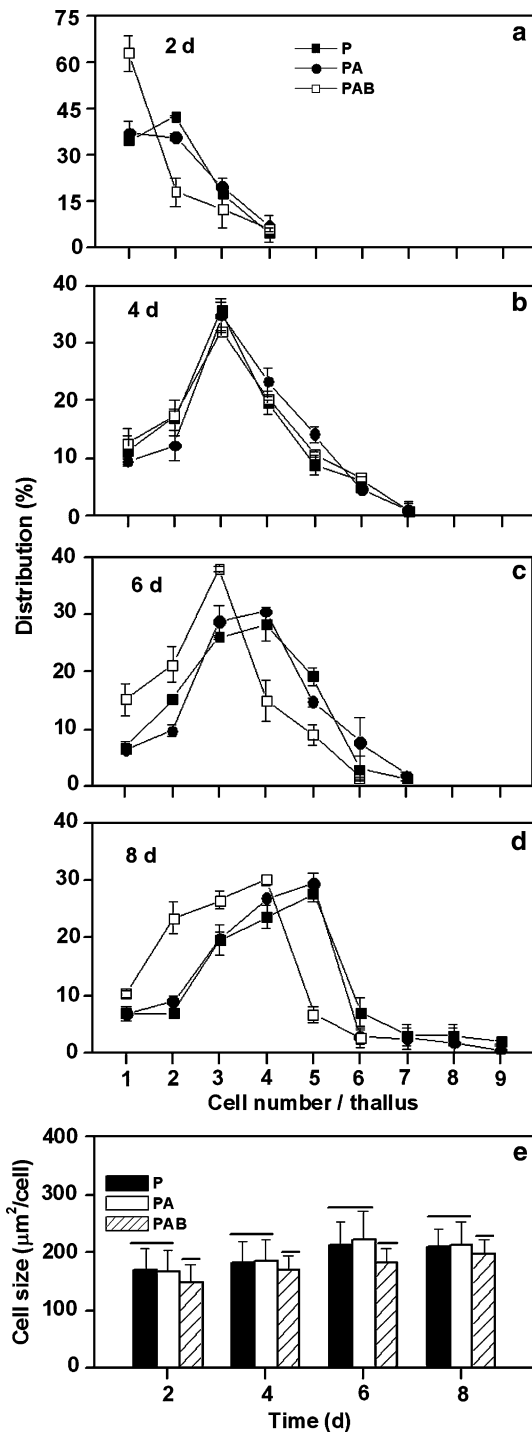 a
2 d
P
PA
PAB
75
60
45
30
15
0
b
4 d
40
30
20
10
0
c
6 d
40
30
20
10
0
d
8 d
40
30
20
10
0
Distribution (%)
1 2 3 4 5 6 7 8 9
Cell number / thallus
e
P
PA
PAB
400
300
200
100
0
Cell size (μm²/cell)
2 4 6 8
Time (d)